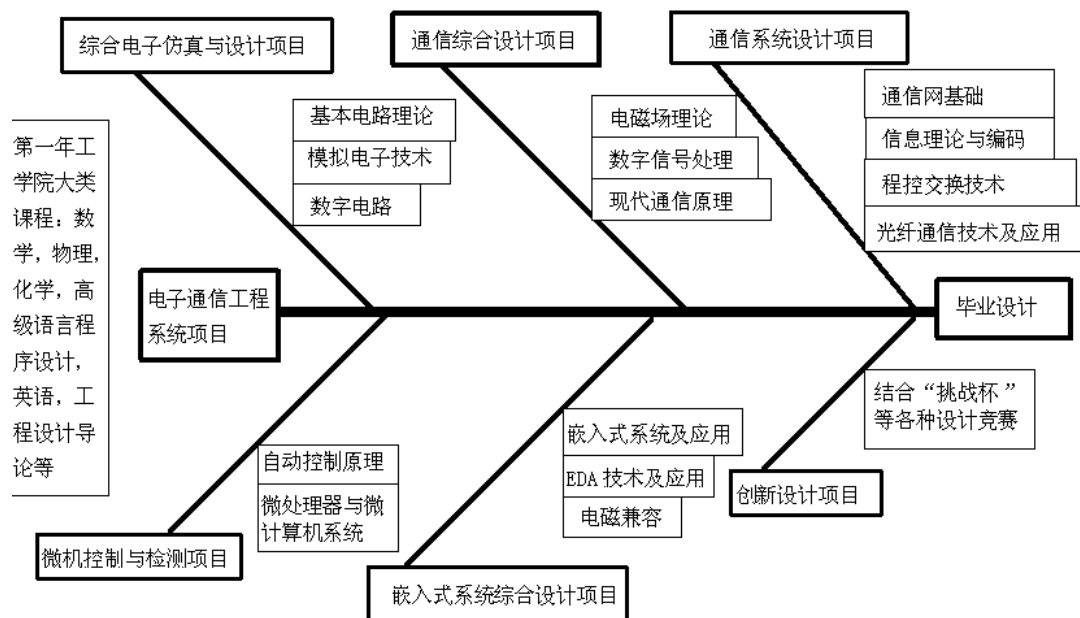 综合电子仿真与设计项目
通信综合设计项目
通信系统设计项目
基本电路理论
模拟电子技术
数字电路
电磁场理论
数字信号处理
现代通信原理
通信网基础
信息理论与编码
程控交换技术
光纤通信技术及应用
第一年工
学院大类
课程：数
学，物理，
化学，高
级语言程
序设计，
英语，工
程设计导
论等
电子通信工程
系统项目
毕业设计
自动控制原理
微处理器与微
计算机系统
嵌入式系统及应用
EDA 技术及应用
电磁兼容
结合“挑战杯”
等各种设计竞赛
微机控制与检测项目
嵌入式系统综合设计项目
创新设计项目